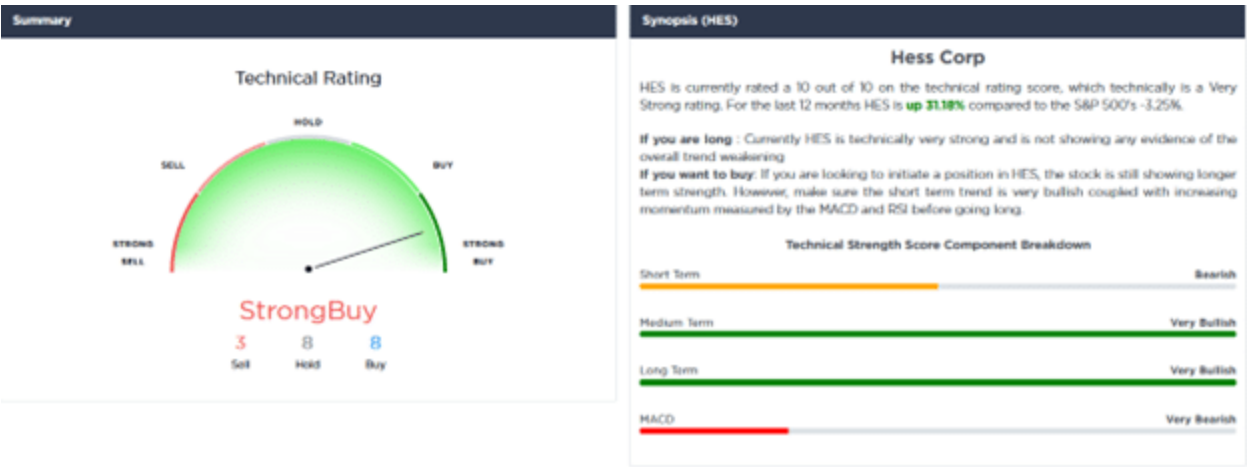 Summary
Technical Rating
HOLD
SELL
BUY
STRONG
SELL
STRONG
BUY
StrongBuy
3 8 8
Sell Hold Buy
Synopsis (HES)
Hess Corp
HES is currently rated a 10 out of 10 on the technical rating score, which technically is a Very
Strong rating. For the last 12 months HES is up 31.18% compared to the S&P 500's -3.25%.
If you are long : Currently HES is technically very strong and is not showing any evidence of the
overall trend weakening
If you want to buy: If you are looking to initiate a position in HES, the stock is still showing longer
term strength. However, make sure the short term trend is very bullish coupled with increasing
momentum measured by the MACD and RSI before going long.
Technical Strength Score Component Breakdown
Short Term Bearish
Medium Term Very Bullish
Long Term Very Bullish
MACD Very Bearish